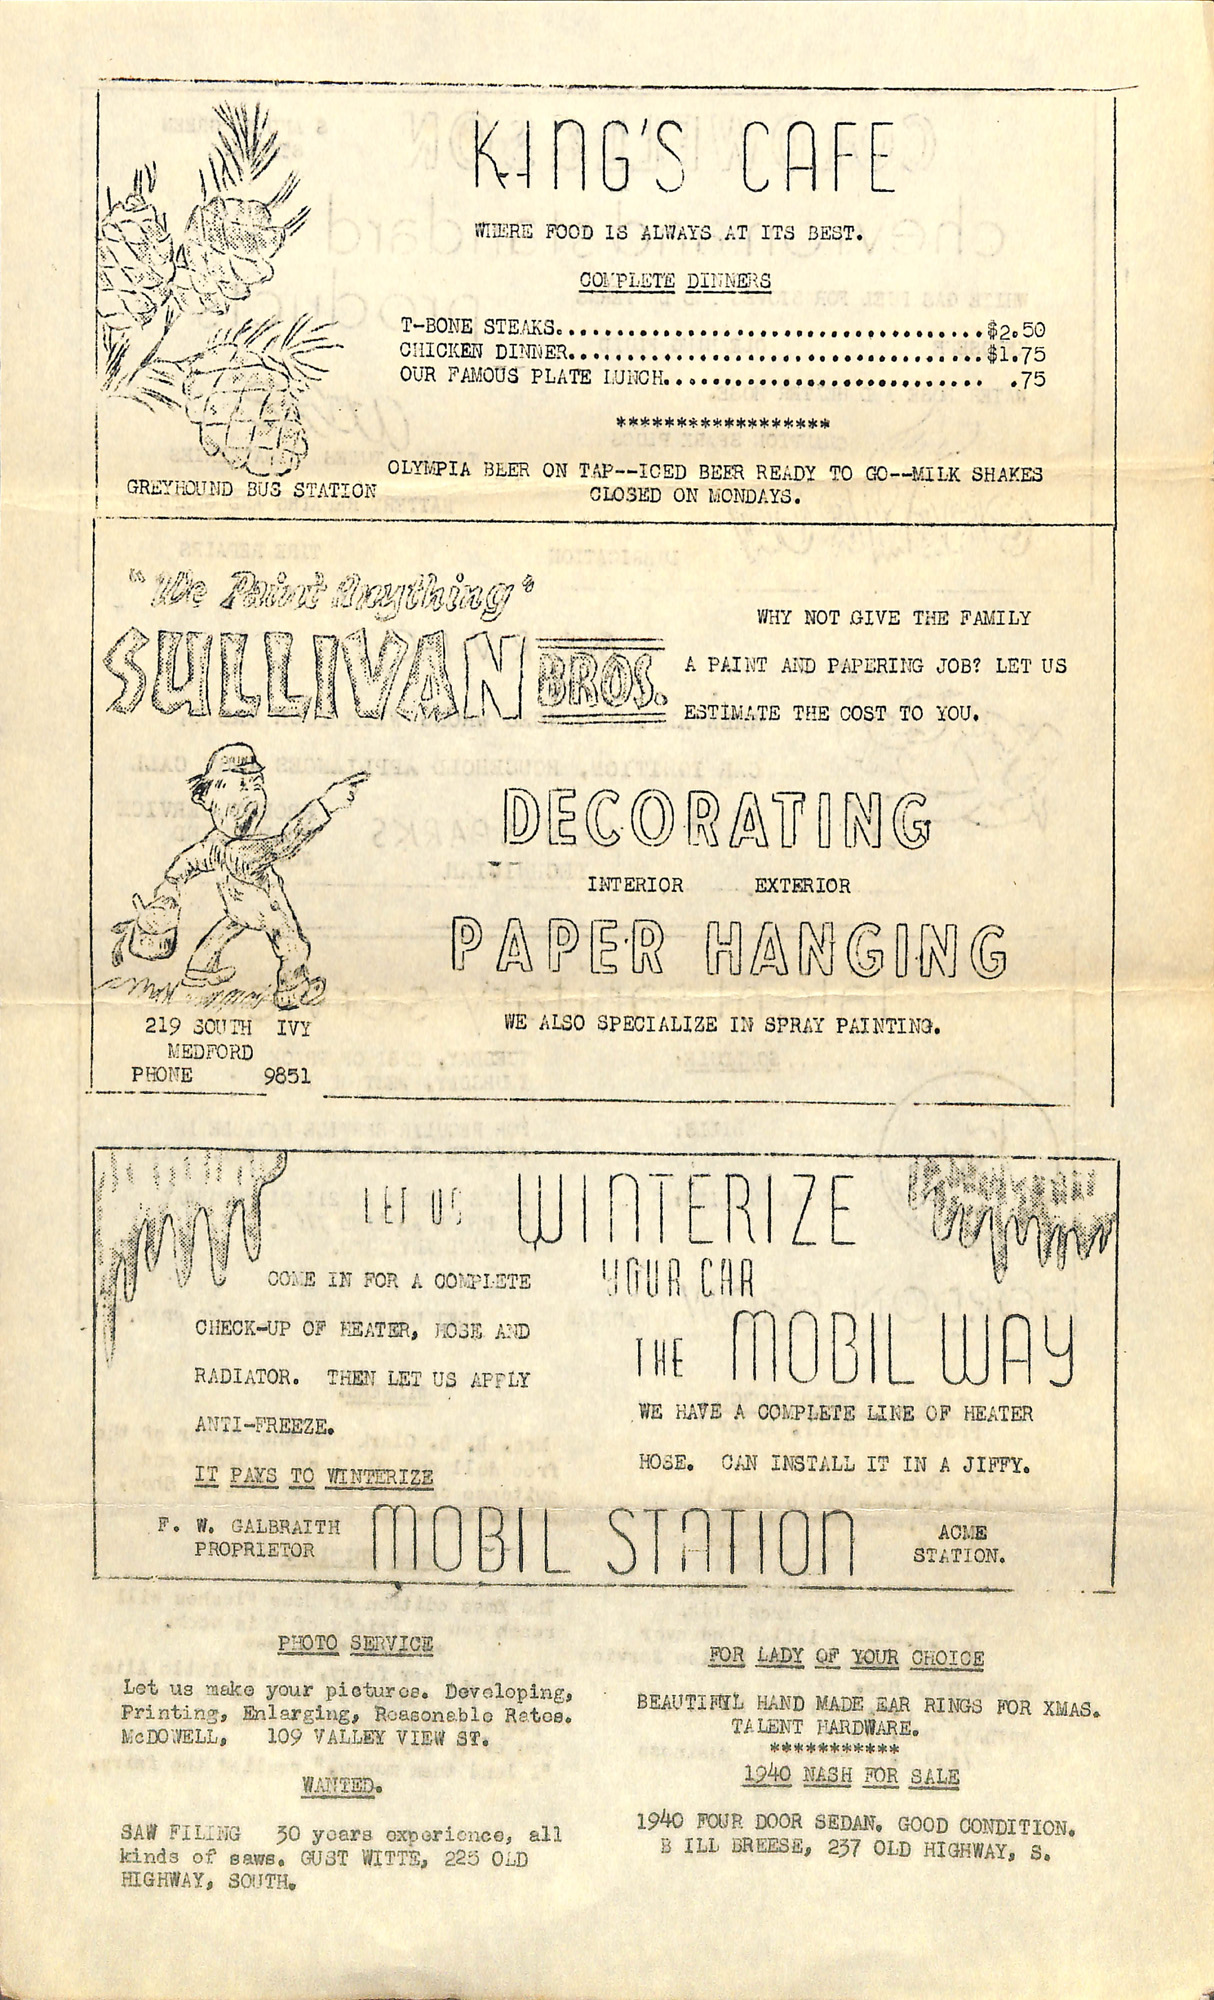 KING'S CAFE
WHERE FOOD IS ALWAYS AT ITS BEST.
COMPLETE DINNERS
T-BONE STEAKS....................................$2.50
CHICKEN DINNER...................................$1.75
OUR FAMOUS PLATE LUNCH........................... .75
******************
OLYMPIA BEER ON TAP--ICED BEER READY TO GO--MILK SHAKES
GREYHOUND BUS STATION
CLOSED ON MONDAYS.
"We Paint Anything"
SULLIVAN BROS.
WHY NOT GIVE THE FAMILY
A PAINT AND PAPERING JOB? LET US
ESTIMATE THE COST TO YOU.
DECORATING
INTERIOR EXTERIOR
PAPER HANGING
WE ALSO SPECIALIZE IN SPRAY PAINTING.
219 SOUTH IVY
MEDFORD
PHONE 9851
LET US WINTERIZE
YOUR CAR
THE MOBIL WAY
COME IN FOR A COMPLETE
CHECK-UP OF HEATER, HOSE AND
RADIATOR. THEN LET US APPLY
ANTI-FREEZE.
IT PAYS TO WINTERIZE
WE HAVE A COMPLETE LINE OF HEATER
HOSE. CAN INSTALL IT IN A JIFFY.
F. W. GALBRAITH
PROPRIETOR
MOBIL STATION
ACME
STATION.
PHOTO SERVICE
Let us make your pictures. Developing,
Printing, Enlarging, Reasonable Rates.
McDOWELL, 109 VALLEY VIEW ST.
WANTED.
SAW FILING 30 years experience, all
kinds of saws. GUST WITTE, 225 OLD
HIGHWAY, SOUTH.
FOR LADY OF YOUR CHOICE
BEAUTIFUL HAND MADE EAR RINGS FOR XMAS.
TALENT HARDWARE.
***********
1940 NASH FOR SALE
1940 FOUR DOOR SEDAN. GOOD CONDITION.
B ILL BREESE, 237 OLD HIGHWAY, S.